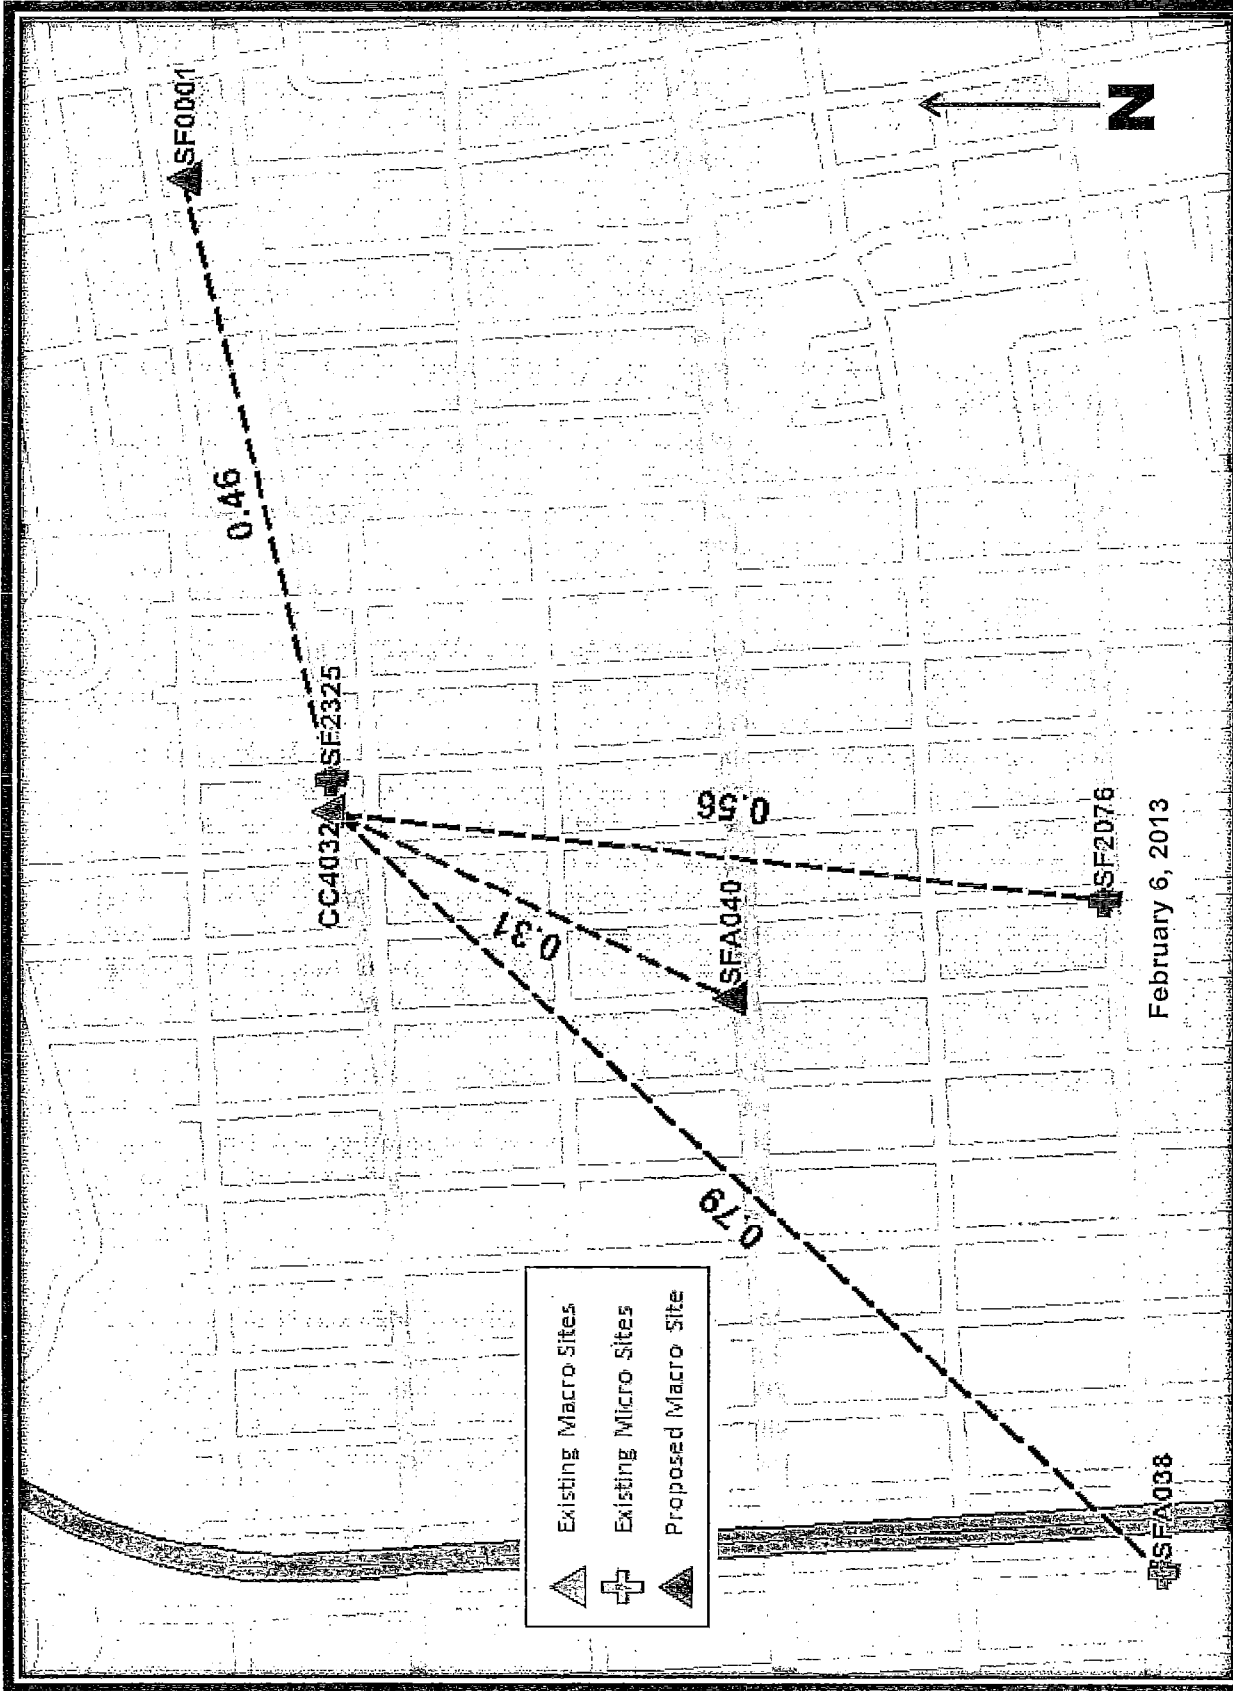 SF0001
0.46
SF2325
CC4032
0.31
0.56
SFA040
0.79
SF2076
SFA038
Existing Macro Sites
Existing Micro Sites
Proposed Macro Site
February 6, 2013
N